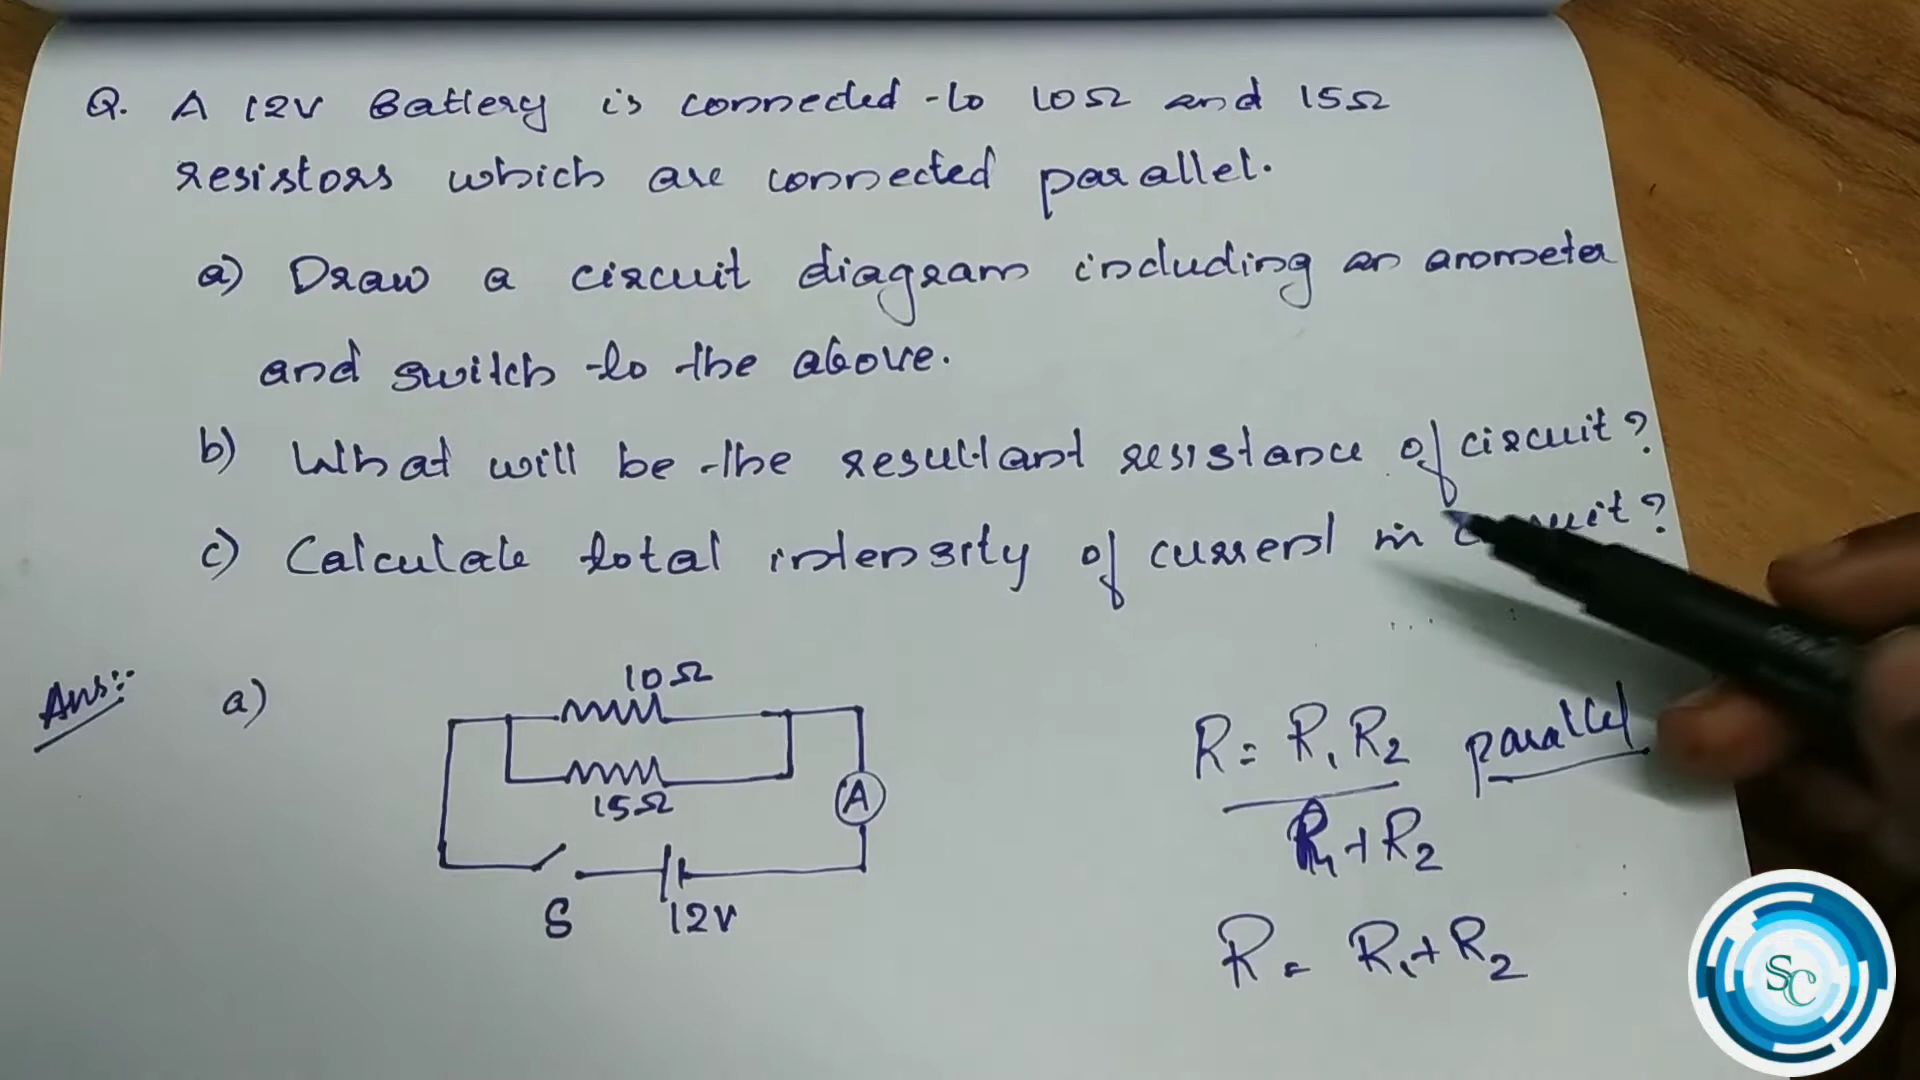 Q. A 12V Battery is connected to 10Ω and 15Ω
resistors which are connected parallel.
a) Draw a circuit diagram including an ammeter
and switch to the above.
b) What will be the resultant resistance of circuit?
c) Calculate total intensity of current in circuit?
Ans:- a)
10Ω
15Ω
A
S
12V
R = R₁R₂ parallel
R₁+R₂
R = R₁+R₂
SC